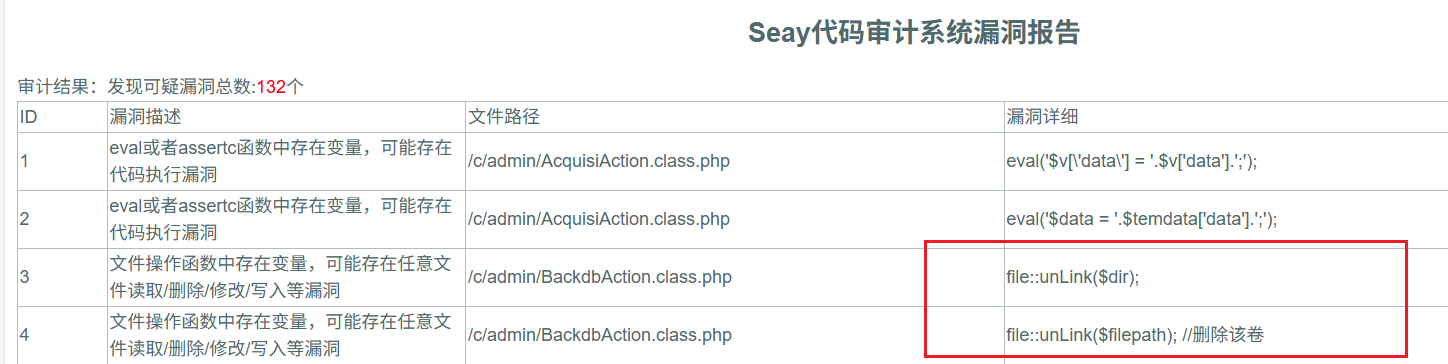 Seay代码审计系统漏洞报告
审计结果：发现可疑漏洞总数:132个
ID 漏洞描述 文件路径 漏洞详细
1 eval或者assertc函数中存在变量，可能存在
代码执行漏洞 /c/admin/AcquisiAction.class.php eval('$v[\'data\'] = '.$v['data'].';');
2 eval或者assertc函数中存在变量，可能存在
代码执行漏洞 /c/admin/AcquisiAction.class.php eval('$data = '.$temdata['data'].';');
3 文件操作函数中存在变量，可能存在任意文
件读取/删除/修改/写入等漏洞 /c/admin/BackdbAction.class.php file::unLink($dir);
4 文件操作函数中存在变量，可能存在任意文
件读取/删除/修改/写入等漏洞 /c/admin/BackdbAction.class.php file::unLink($filepath); //删除该卷